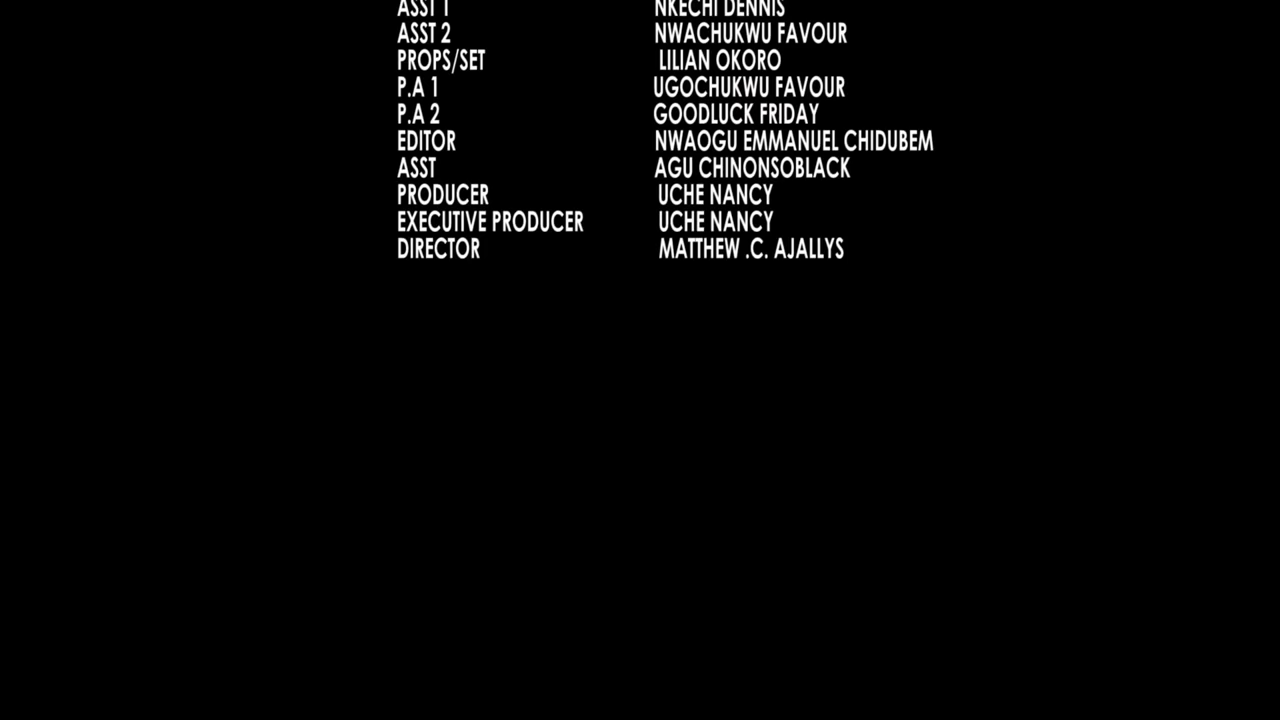 ASST 1 NKECHI DENNIS
ASST 2 NWACHUKWU FAVOUR
PROPS/SET LILIAN OKORO
P.A 1 UGOCHUKWU FAVOUR
P.A 2 GOODLUCK FRIDAY
EDITOR NWAOGU EMMANUEL CHIDUBEM
ASST AGU CHINONSOBLACK
PRODUCER UCHE NANCY
EXECUTIVE PRODUCER UCHE NANCY
DIRECTOR MATTHEW .C. AJALLYS